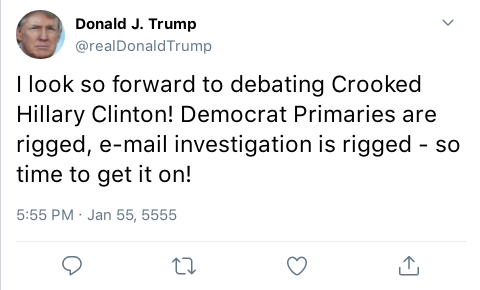 Donald J. Trump
@realDonaldTrump
I look so forward to debating Crooked
Hillary Clinton! Democrat Primaries are
rigged, e-mail investigation is rigged - so
time to get it on!
5:55 PM · Jan 55, 5555